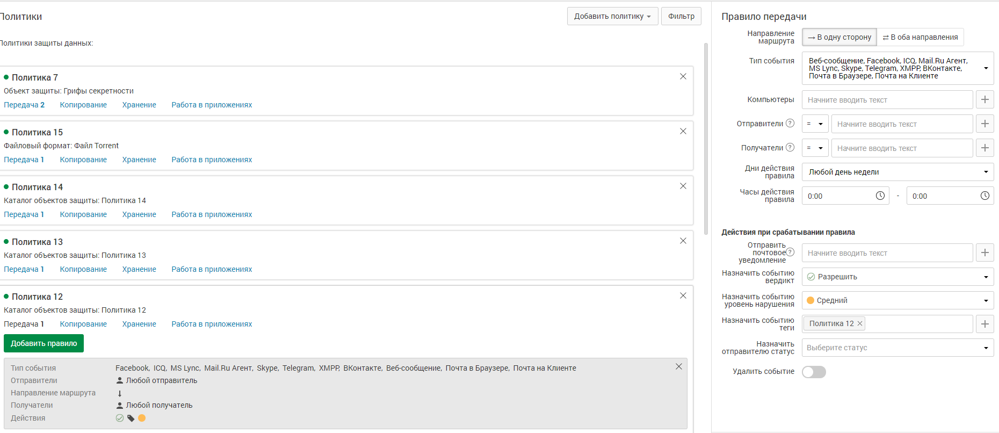 Политики
Добавить политику
Фильтр
Политики защиты данных:
Политика 7
Объект защиты: Грифы секретности
Передача 2 Копирование Хранение Работа в приложениях
Политика 15
Файловый формат: Файл Torrent
Передача 1 Копирование Хранение Работа в приложениях
Политика 14
Каталог объектов защиты: Политика 14
Передача 1 Копирование Хранение Работа в приложениях
Политика 13
Каталог объектов защиты: Политика 13
Передача 1 Копирование Хранение Работа в приложениях
Политика 12
Каталог объектов защиты: Политика 12
Передача 1 Копирование Хранение Работа в приложениях
Добавить правило
Тип события Facebook, ICQ, MS Lync, Mail.Ru Агент, Skype, Telegram, XMPP, ВКонтакте, Веб-сообщение, Почта в Браузере, Почта на Клиенте
Отправители Любой отправитель
Направление маршрута ↓
Получатели Любой получатель
Действия
Правило передачи
Направление
маршрута
→ В одну сторону ⇄ В оба направления
Тип события
Веб-сообщение, Facebook, ICQ, Mail.Ru Агент,
MS Lync, Skype, Telegram, XMPP, ВКонтакте,
Почта в Браузере, Почта на Клиенте
Компьютеры Начните вводить текст +
Отправители ? = Начните вводить текст +
Получатели ? = Начните вводить текст +
Дни действия
правила
Любой день недели
Часы действия
правила
0:00 - 0:00
Действия при срабатывании правила
Отправить
почтовое
уведомление
? Начните вводить текст +
Назначить событию
вердикт
Разрешить
Назначить событию
уровень нарушения
Средний
Назначить событию
теги
Политика 12 × +
Назначить
отправителю статус
Выберите статус
Удалить событие